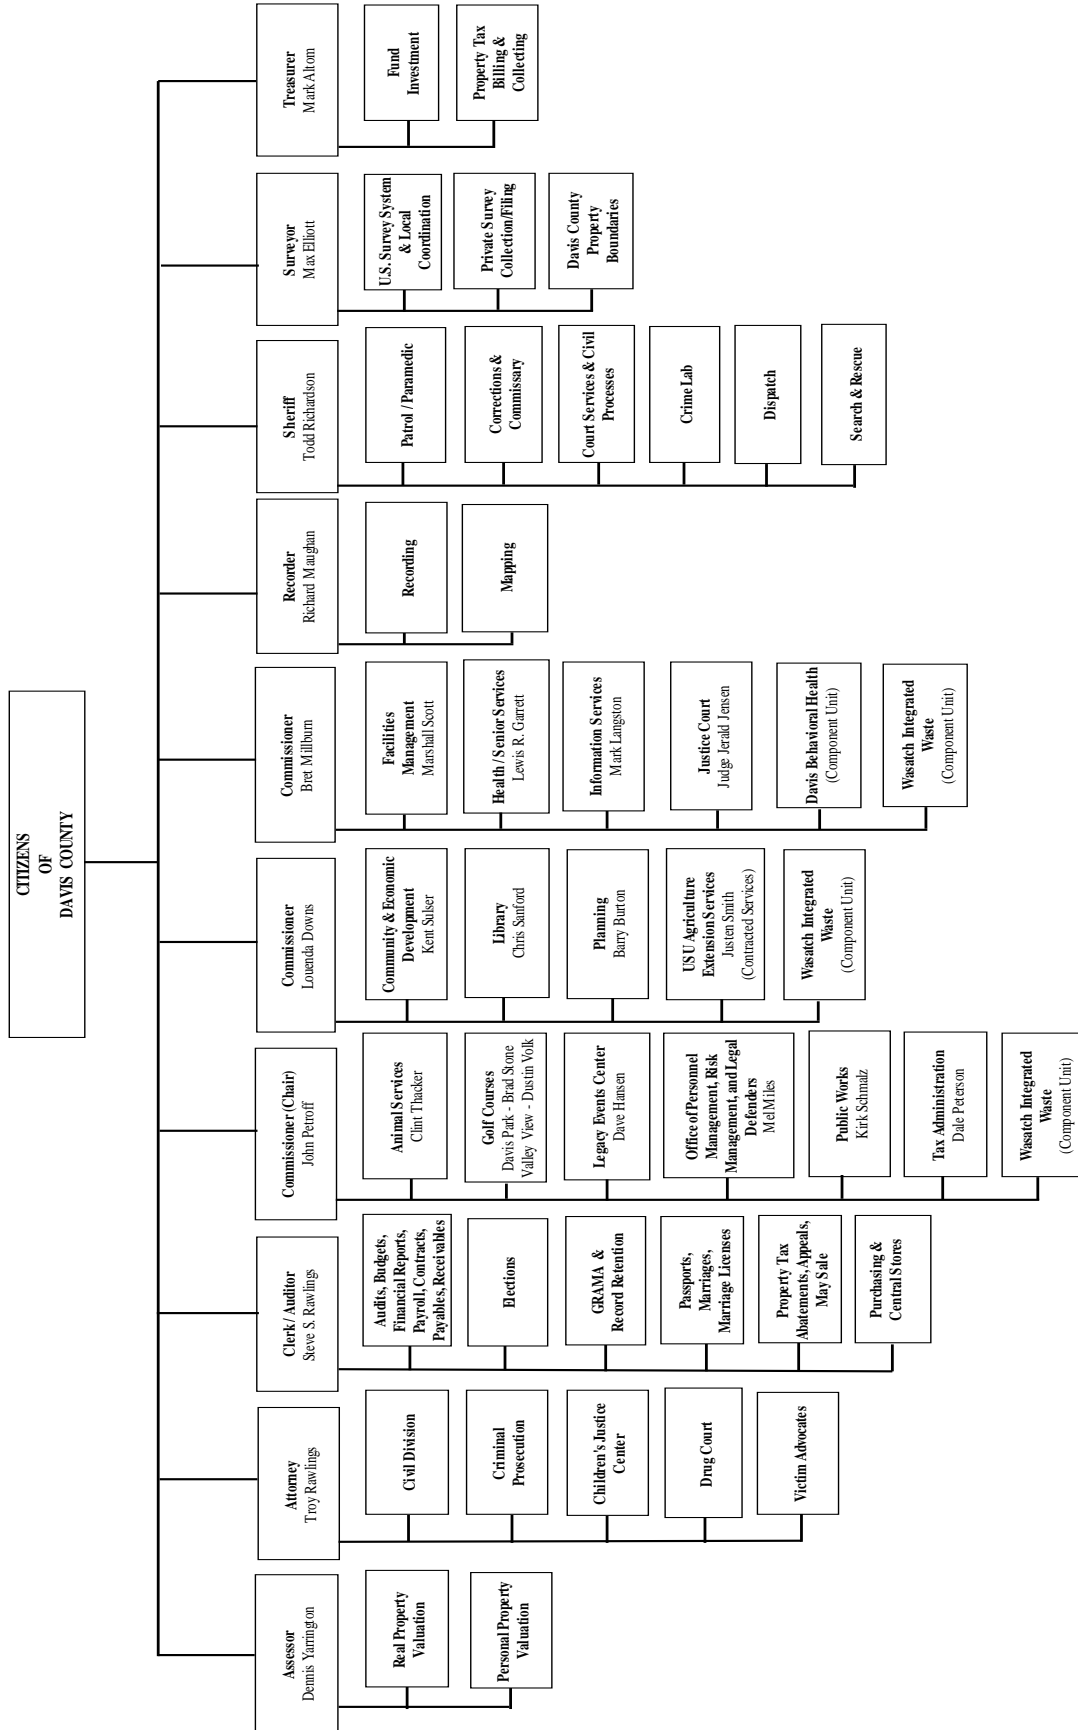 CITIZENS
OF
DAVIS COUNTY
Assessor
Dennis Yarrington
Real Property
Valuation
Personal Property
Valuation
Attorney
Troy Rawlings
Civil Division
Criminal
Prosecution
Children's Justice
Center
Drug Court
Victim Advocates
Clerk / Auditor
Steve S. Rawlings
Audits, Budgets,
Financial Reports,
Payroll, Contracts,
Payables, Receivables
Elections
GRAMA &
Record Retention
Passports,
Marriages,
Marriage Licenses
Property Tax
Abatements, Appeals,
May Sale
Purchasing &
Central Stores
Commissioner (Chair)
John Petroff
Animal Services
Clint Thacker
Golf Courses
Davis Park - Brad Stone
Valley View - Dustin Volk
Legacy Events Center
Dave Hansen
Office of Personnel
Management, Risk
Management, and Legal
Defenders
Mel Miles
Public Works
Kirk Schmalz
Tax Administration
Dale Peterson
Wasatch Integrated
Waste
(Component Unit)
Commissioner
Louenda Downs
Community & Economic
Development
Kent Sulser
Library
Chris Sanford
Planning
Barry Burton
USU Agriculture
Extension Services
Justen Smith
(Contracted Services)
Wasatch Integrated
Waste
(Component Unit)
Commissioner
Bret Millburn
Facilities
Management
Marshall Scott
Health / Senior Services
Lewis R. Garrett
Information Services
Mark Langston
Justice Court
Judge Jerald Jensen
Davis Behavioral Health
(Component Unit)
Wasatch Integrated
Waste
(Component Unit)
Recorder
Richard Maughan
Recording
Mapping
Sheriff
Todd Richardson
Patrol / Paramedic
Corrections &
Commissary
Court Services & Civil
Processes
Crime Lab
Dispatch
Search & Rescue
Surveyor
Max Elliott
U.S. Survey System
& Local
Coordination
Private Survey
Collection/Filing
Davis County
Property
Boundaries
Treasurer
Mark Altom
Fund
Investment
Property Tax
Billing &
Collecting